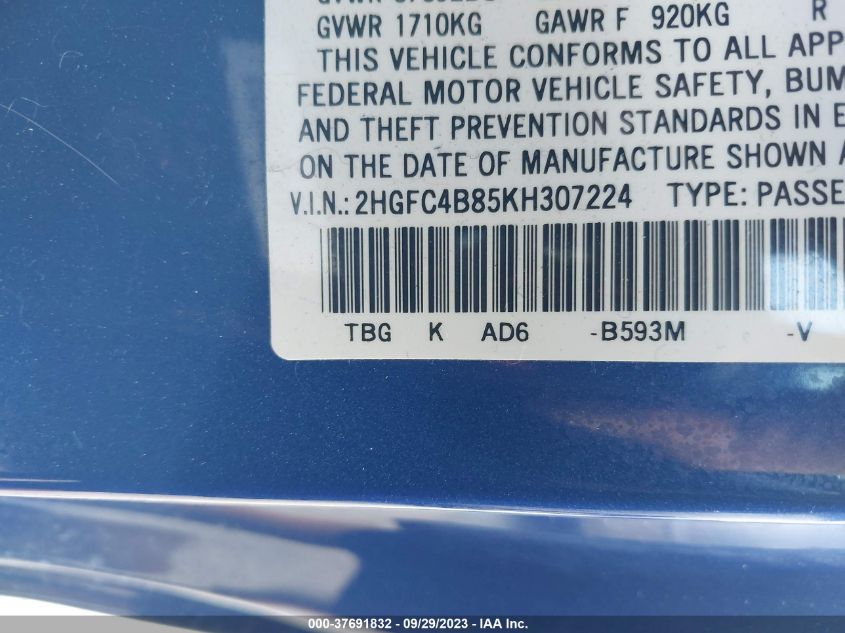 GVWR 1710KG GAWR F 920KG R
THIS VEHICLE CONFORMS TO ALL APP
FEDERAL MOTOR VEHICLE SAFETY, BUM
AND THEFT PREVENTION STANDARDS IN E
ON THE DATE OF MANUFACTURE SHOWN A
V.I.N.: 2HGFC4B85KH307224 TYPE: PASSE
TBG K AD6 -B593M -V
000-37691832 - 09/29/2023 - IAA Inc.